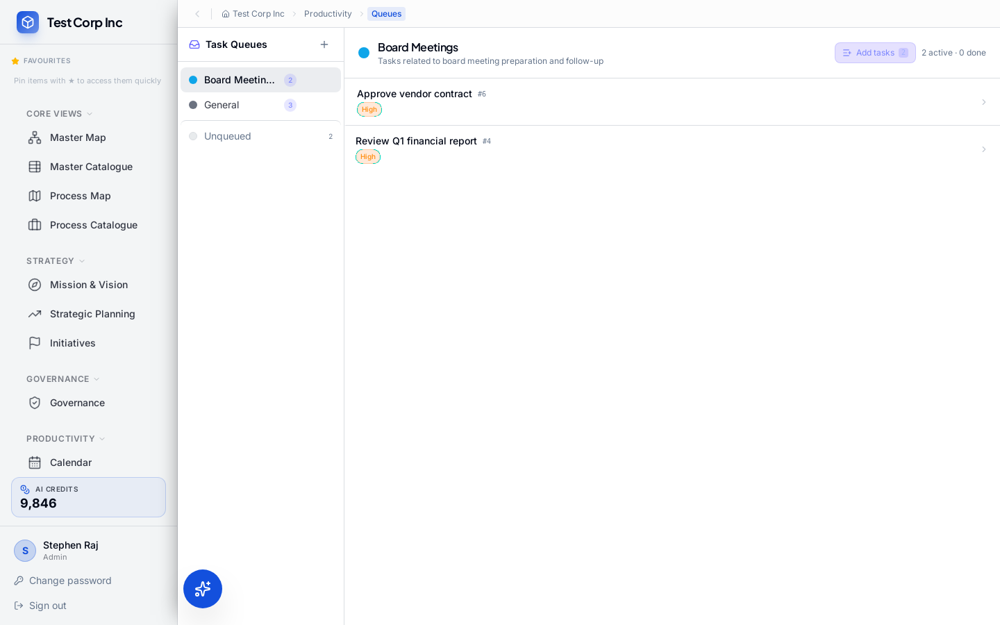 Test Corp Inc
FAVOURITES
Pin items with ★ to access them quickly
CORE VIEWS
Master Map
Master Catalogue
Process Map
Process Catalogue
STRATEGY
Mission & Vision
Strategic Planning
Initiatives
GOVERNANCE
Governance
PRODUCTIVITY
Calendar
AI CREDITS
9,846
S
Stephen Raj
Admin
Change password
Sign out
Test Corp Inc
Productivity
Queues
Task Queues
Board Meetin... 2
General 3
Unqueued 2
Board Meetings
Tasks related to board meeting preparation and follow-up
Add tasks 2
2 active · 0 done
Approve vendor contract #6
High
Review Q1 financial report #4
High